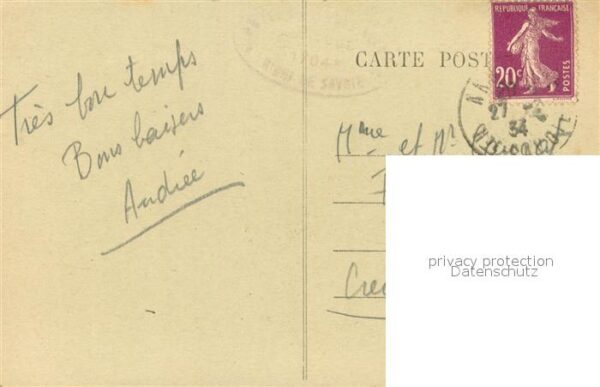 Très bon temps
Bons baisers
Andrée
CARTE POST
REPUBLIQUE FRANÇAISE
20c
POSTES
27
34
Mme et Mr
privacy protection
Datenschutz